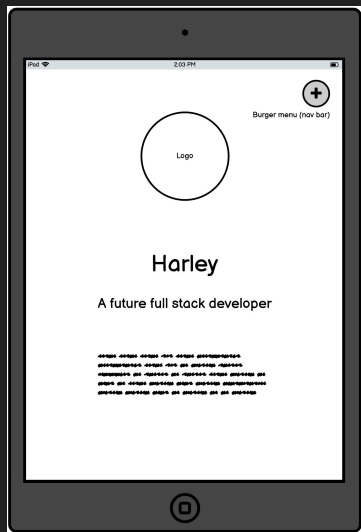 iPad 2:03 PM
Burger menu (nav bar)
Logo
Harley
A future full stack developer